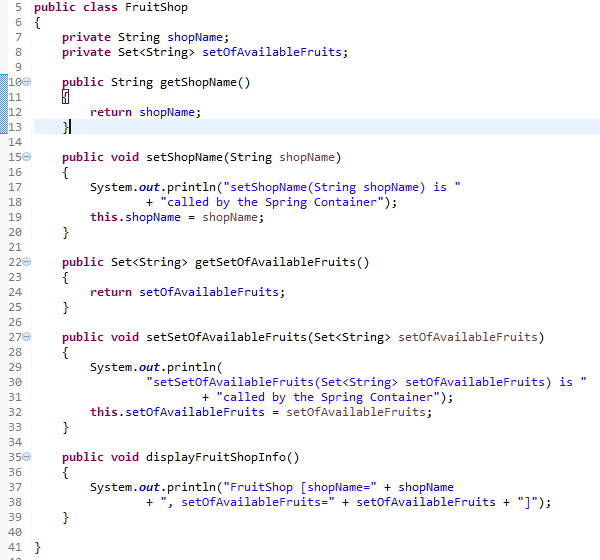 5 public class FruitShop
6 {
7     private String shopName;
8     private Set<String> setOfAvailableFruits;
9
10     public String getShopName()
11     {
12         return shopName;
13     }
14
15     public void setShopName(String shopName)
16     {
17         System.out.println("setShopName(String shopName) is "
18                 + "called by the Spring Container");
19         this.shopName = shopName;
20     }
21
22     public Set<String> getSetOfAvailableFruits()
23     {
24         return setOfAvailableFruits;
25     }
26
27     public void setSetOfAvailableFruits(Set<String> setOfAvailableFruits)
28     {
29         System.out.println(
30                 "setSetOfAvailableFruits(Set<String> setOfAvailableFruits) is "
31                         + "called by the Spring Container");
32         this.setOfAvailableFruits = setOfAvailableFruits;
33     }
34
35     public void displayFruitShopInfo()
36     {
37         System.out.println("FruitShop [shopName=" + shopName
38                 + ", setOfAvailableFruits=" + setOfAvailableFruits + "]");
39     }
40
41 }